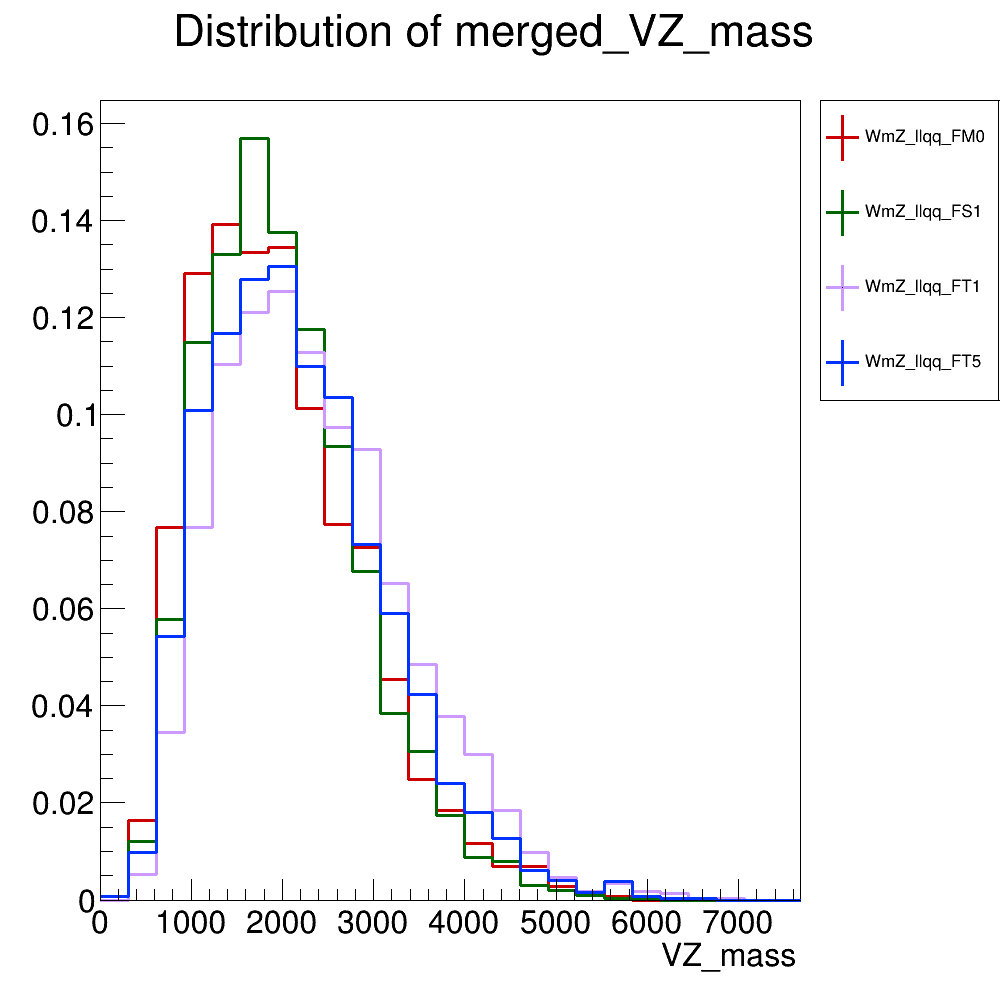 Distribution of merged_VZ_mass
0.16
0.14
0.12
0.1
0.08
0.06
0.04
0.02
0
0 1000 2000 3000 4000 5000 6000 7000
VZ_mass
WmZ_llqq_FM0
WmZ_llqq_FS1
WmZ_llqq_FT1
WmZ_llqq_FT5